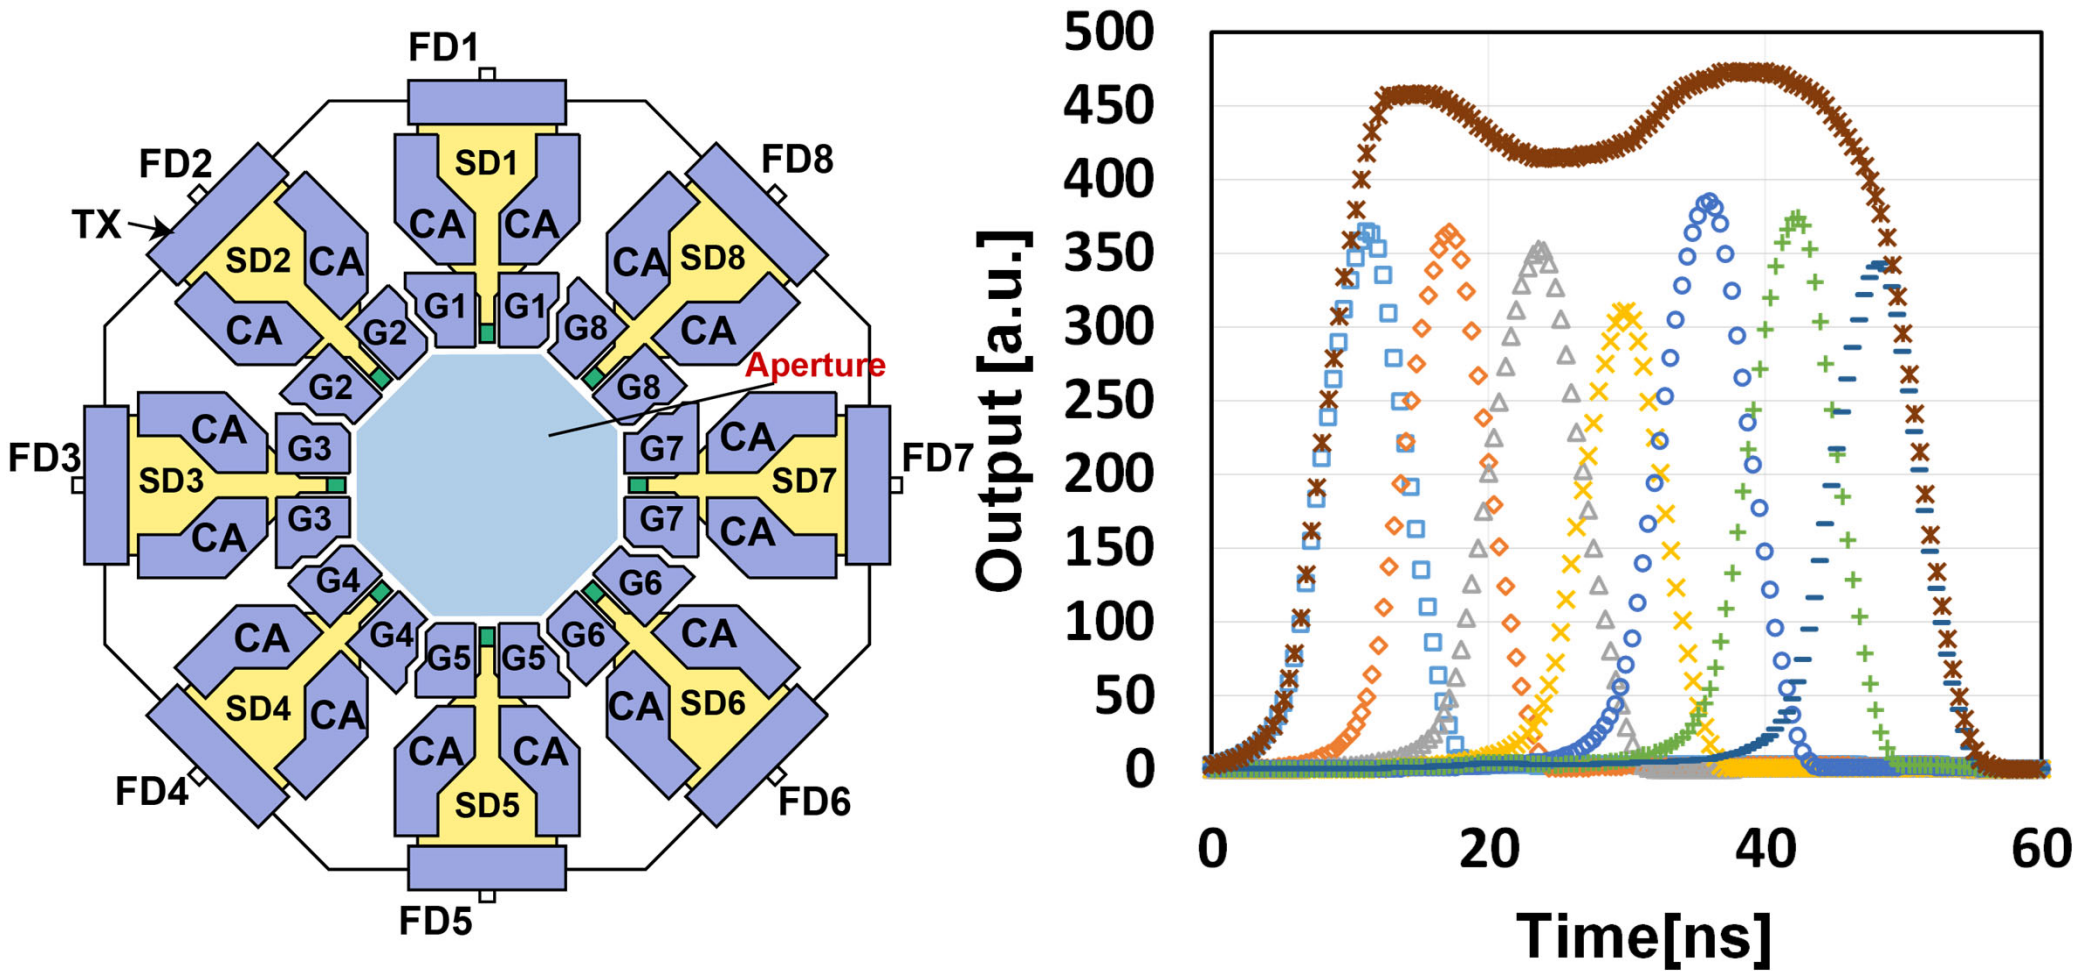 FD1
FD2
FD8
TX
SD1
CA
CA
SD2
CA
CA
SD8
CA
CA
G1
G1
G2
G8
G2
G8
Aperture
FD3
CA
G3
SD3
G3
CA
G7
CA
SD7
G7
CA
FD7
G4
G6
CA
G4
G5
G5
G6
CA
SD4
CA
CA
SD6
CA
CA
SD5
FD4
FD6
FD5
Output [a.u.]
500
450
400
350
300
250
200
150
100
50
0
0
20
40
60
Time[ns]